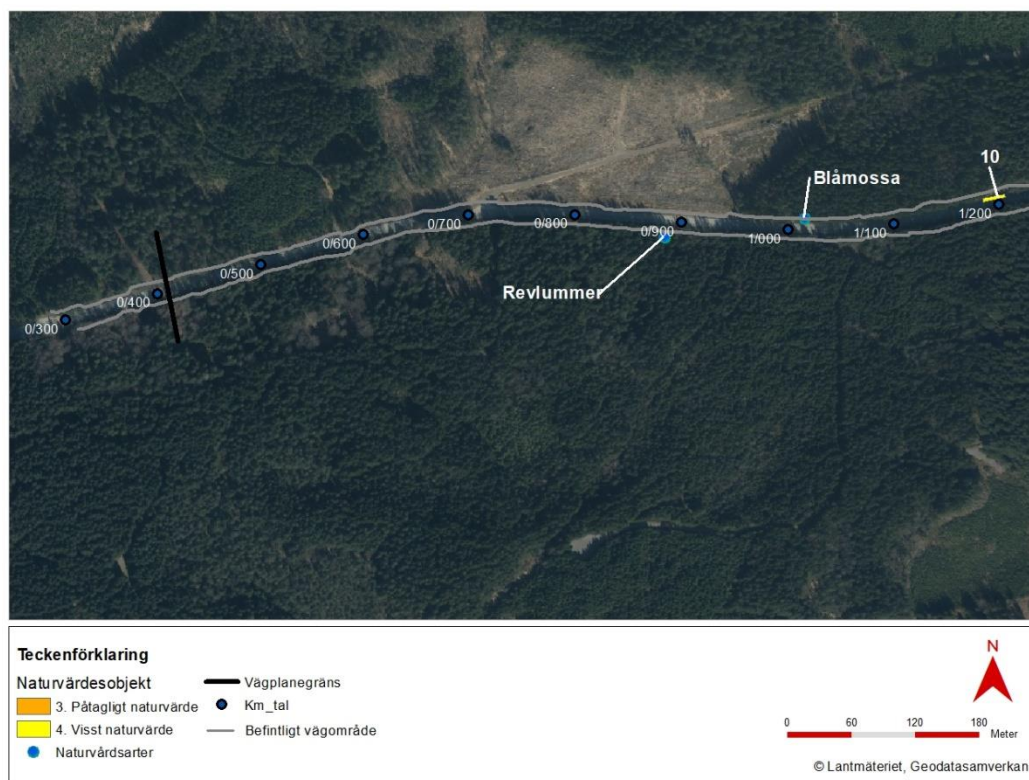 10
Blåmossa
1/200
0/700
0/800
0/900
1/000
1/100
0/600
0/500
Revlummer
0/400
0/300
Teckenförklaring
Naturvärdesobjekt
3. Påtagligt naturvärde
4. Visst naturvärde
Naturvårdsarter
Vägplanegräns
Km_tal
Befintligt vägområde
N
0 60 120 180
Meter
© Lantmäteriet, Geodatasamverkan